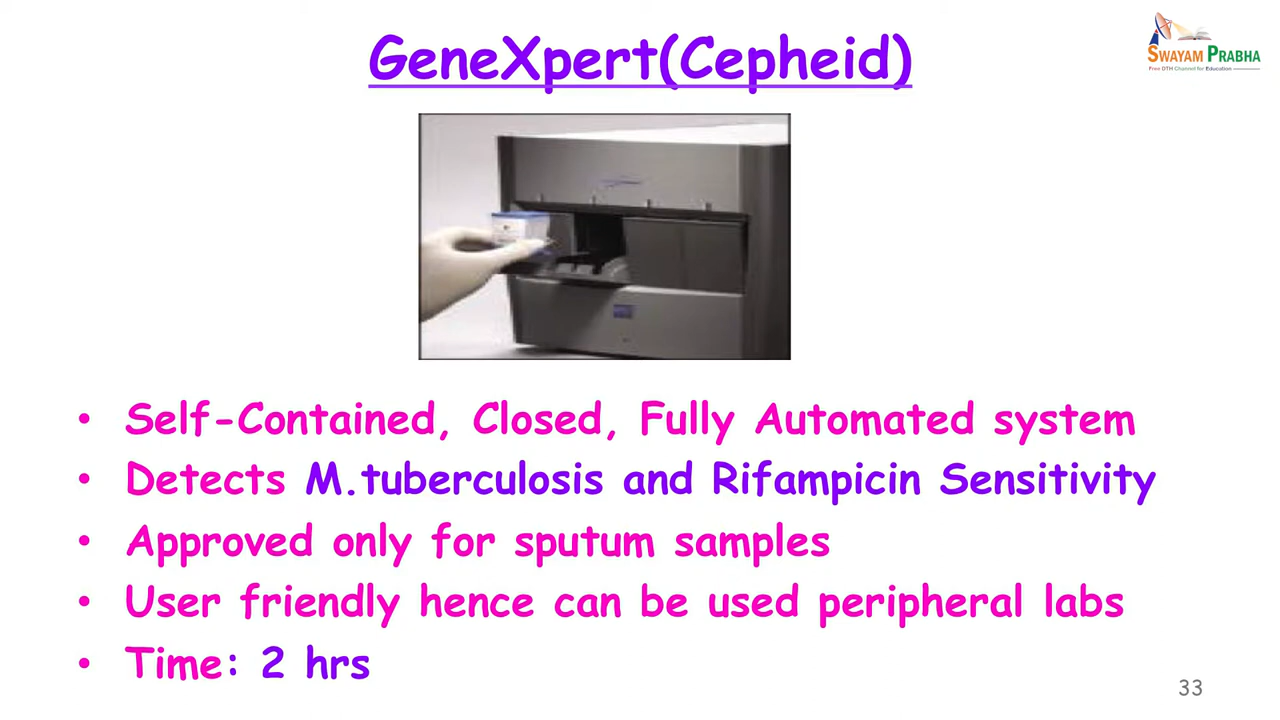 GeneXpert(Cepheid)
SWAYAM PRABHA
Free DTH Channel for Education
• Self-Contained, Closed, Fully Automated system
• Detects M.tuberculosis and Rifampicin Sensitivity
• Approved only for sputum samples
• User friendly hence can be used peripheral labs
• Time: 2 hrs
33